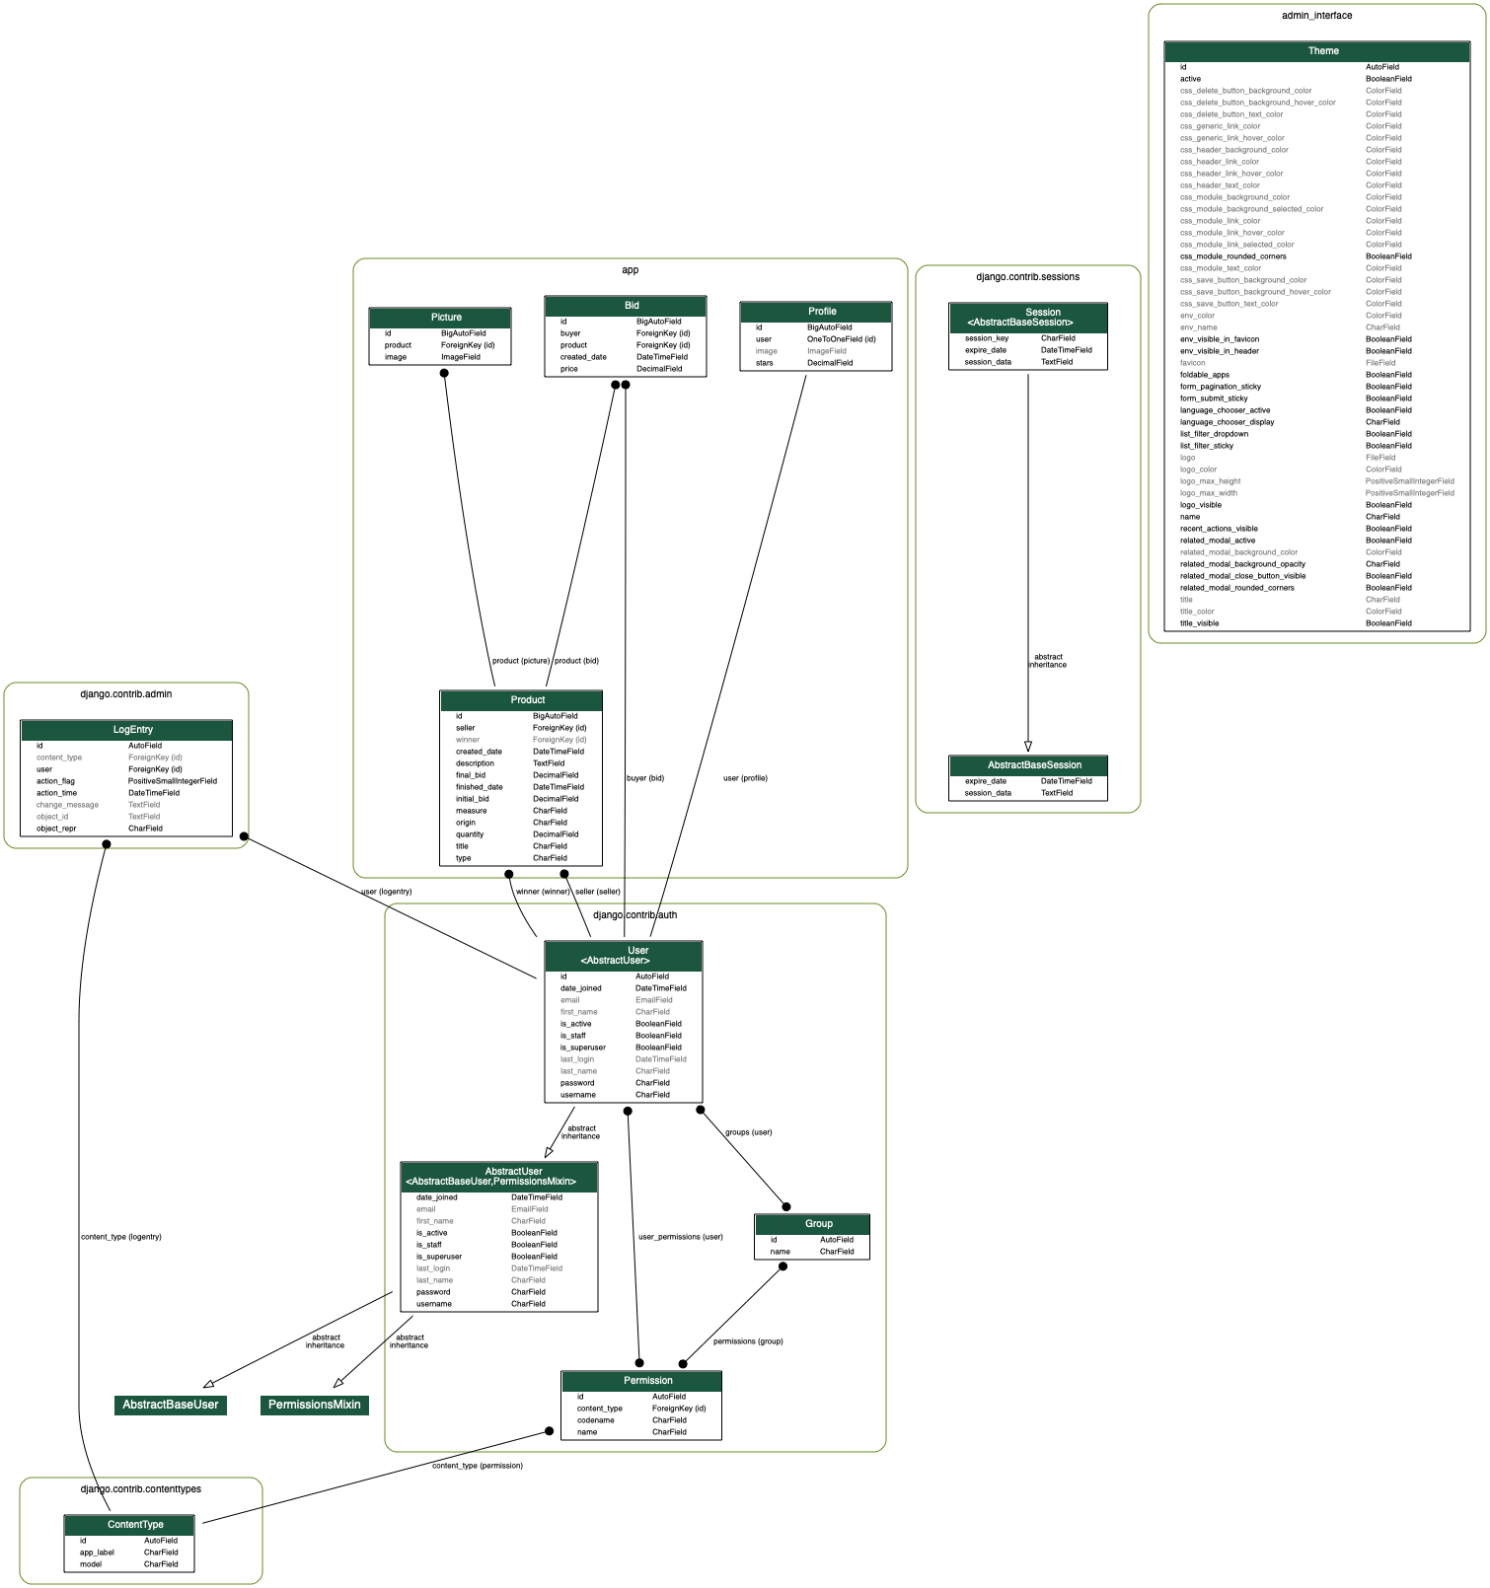 admin_interface
Theme
id AutoField
active BooleanField
css_delete_button_background_color ColorField
css_delete_button_background_hover_color ColorField
css_delete_button_text_color ColorField
css_generic_link_color ColorField
css_generic_link_hover_color ColorField
css_header_background_color ColorField
css_header_link_color ColorField
css_header_link_hover_color ColorField
css_header_text_color ColorField
css_module_background_color ColorField
css_module_background_selected_color ColorField
css_module_link_color ColorField
css_module_link_hover_color ColorField
css_module_link_selected_color ColorField
css_module_rounded_corners BooleanField
css_module_text_color ColorField
css_save_button_background_color ColorField
css_save_button_background_hover_color ColorField
css_save_button_text_color ColorField
env_color ColorField
env_name CharField
env_visible_in_favicon BooleanField
env_visible_in_header BooleanField
favicon FileField
foldable_apps BooleanField
form_pagination_sticky BooleanField
form_submit_sticky BooleanField
language_chooser_active BooleanField
language_chooser_display CharField
list_filter_dropdown BooleanField
list_filter_sticky BooleanField
logo FileField
logo_color ColorField
logo_max_height PositiveSmallIntegerField
logo_max_width PositiveSmallIntegerField
logo_visible BooleanField
name CharField
recent_actions_visible BooleanField
related_modal_active BooleanField
related_modal_background_color ColorField
related_modal_background_opacity CharField
related_modal_close_button_visible BooleanField
related_modal_rounded_corners BooleanField
title CharField
title_color ColorField
title_visible BooleanField
app
Picture
id BigAutoField
product ForeignKey (id)
image ImageField
Bid
id BigAutoField
buyer ForeignKey (id)
product ForeignKey (id)
created_date DateTimeField
price DecimalField
Profile
id BigAutoField
user OneToOneField (id)
image ImageField
stars DecimalField
product (picture)
product (bid)
Product
id BigAutoField
seller ForeignKey (id)
winner ForeignKey (id)
created_date DateTimeField
description TextField
final_bid DecimalField
finished_date DateTimeField
initial_bid DecimalField
measure CharField
origin CharField
quantity DecimalField
title CharField
type CharField
buyer (bid)
user (profile)
django.contrib.sessions
Session
<AbstractBaseSession>
session_key CharField
expire_date DateTimeField
session_data TextField
abstract
inheritance
AbstractBaseSession
expire_date DateTimeField
session_data TextField
django.contrib.admin
LogEntry
id AutoField
content_type ForeignKey (id)
user ForeignKey (id)
action_flag PositiveSmallIntegerField
action_time DateTimeField
change_message TextField
object_id TextField
object_repr CharField
user (logentry)
winner (winner)
seller (seller)
django.contrib.auth
User
<AbstractUser>
id AutoField
date_joined DateTimeField
email EmailField
first_name CharField
is_active BooleanField
is_staff BooleanField
is_superuser BooleanField
last_login DateTimeField
last_name CharField
password CharField
username CharField
abstract
inheritance
groups (user)
AbstractUser
<AbstractBaseUser,PermissionsMixin>
date_joined DateTimeField
email EmailField
first_name CharField
is_active BooleanField
is_staff BooleanField
is_superuser BooleanField
last_login DateTimeField
last_name CharField
password CharField
username CharField
user_permissions (user)
Group
id AutoField
name CharField
content_type (logentry)
abstract
inheritance
abstract
inheritance
permissions (group)
AbstractBaseUser
PermissionsMixin
Permission
id AutoField
content_type ForeignKey (id)
codename CharField
name CharField
content_type (permission)
django.contrib.contenttypes
ContentType
id AutoField
app_label CharField
model CharField